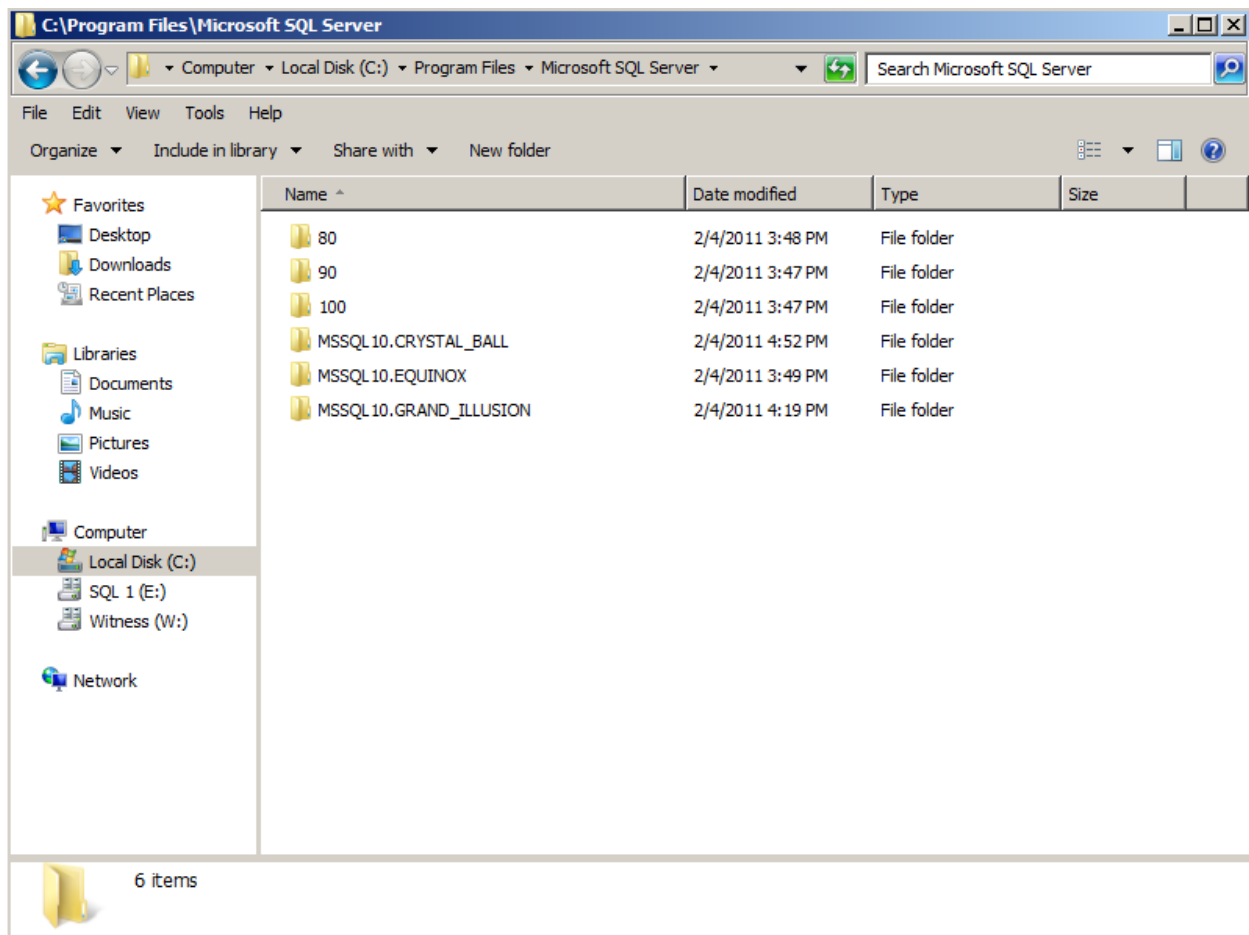 C:\Program Files\Microsoft SQL Server
Computer Local Disk (C:) Program Files Microsoft SQL Server Search Microsoft SQL Server
File Edit View Tools Help
Organize Include in library Share with New folder
Favorites
Desktop
Downloads
Recent Places
Libraries
Documents
Music
Pictures
Videos
Computer
Local Disk (C:)
SQL 1 (E:)
Witness (W:)
Network
Name Date modified Type Size
80 2/4/2011 3:48 PM File folder
90 2/4/2011 3:47 PM File folder
100 2/4/2011 3:47 PM File folder
MSSQL10.CRYSTAL_BALL 2/4/2011 4:52 PM File folder
MSSQL10.EQUINOX 2/4/2011 3:49 PM File folder
MSSQL10.GRAND_ILLUSION 2/4/2011 4:19 PM File folder
6 items